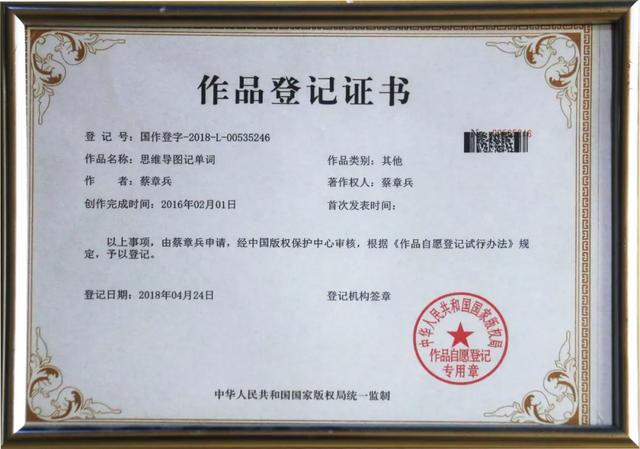 作品登记证书
登 记 号：国作登字-2018-L-00535246
作品名称：思维导图记单词 作品类别：其他
作 者：蔡章兵 著作权人：蔡章兵
创作完成时间：2016年02月01日 首次发表时间：
以上事项，由蔡章兵申请，经中国版权保护中心审核，根据《作品自愿登记试行办法》规
定，予以登记。
登记日期：2018年04月24日 登记机构签章
中华人民共和国国家版权局
作品自愿登记
专用章
中华人民共和国国家版权局统一监制